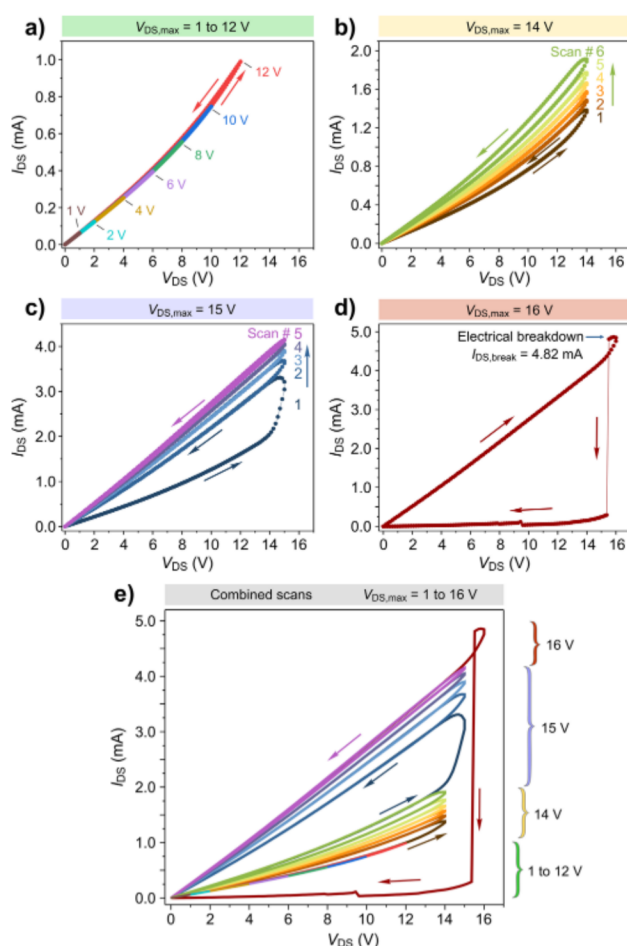 a)
V_DS,max = 1 to 12 V
I_DS (mA)
1.0
0.8
0.6
0.4
0.2
0.0
12 V
10 V
8 V
6 V
4 V
2 V
1 V
0 2 4 6 8 10 12 14 16
V_DS (V)
b)
V_DS,max = 14 V
I_DS (mA)
2.0
1.6
1.2
0.8
0.4
0.0
Scan # 6
5
4
3
2
1
0 2 4 6 8 10 12 14 16
V_DS (V)
c)
V_DS,max = 15 V
I_DS (mA)
4.0
3.0
2.0
1.0
0.0
Scan # 5
4
3
2
1
0 2 4 6 8 10 12 14 16
V_DS (V)
d)
V_DS,max = 16 V
I_DS (mA)
5.0
4.0
3.0
2.0
1.0
0.0
Electrical breakdown
I_DS,break = 4.82 mA
0 2 4 6 8 10 12 14 16
V_DS (V)
e)
Combined scans V_DS,max = 1 to 16 V
I_DS (mA)
5.0
4.0
3.0
2.0
1.0
0.0
16 V
15 V
14 V
1 to 12 V
0 2 4 6 8 10 12 14 16
V_DS (V)